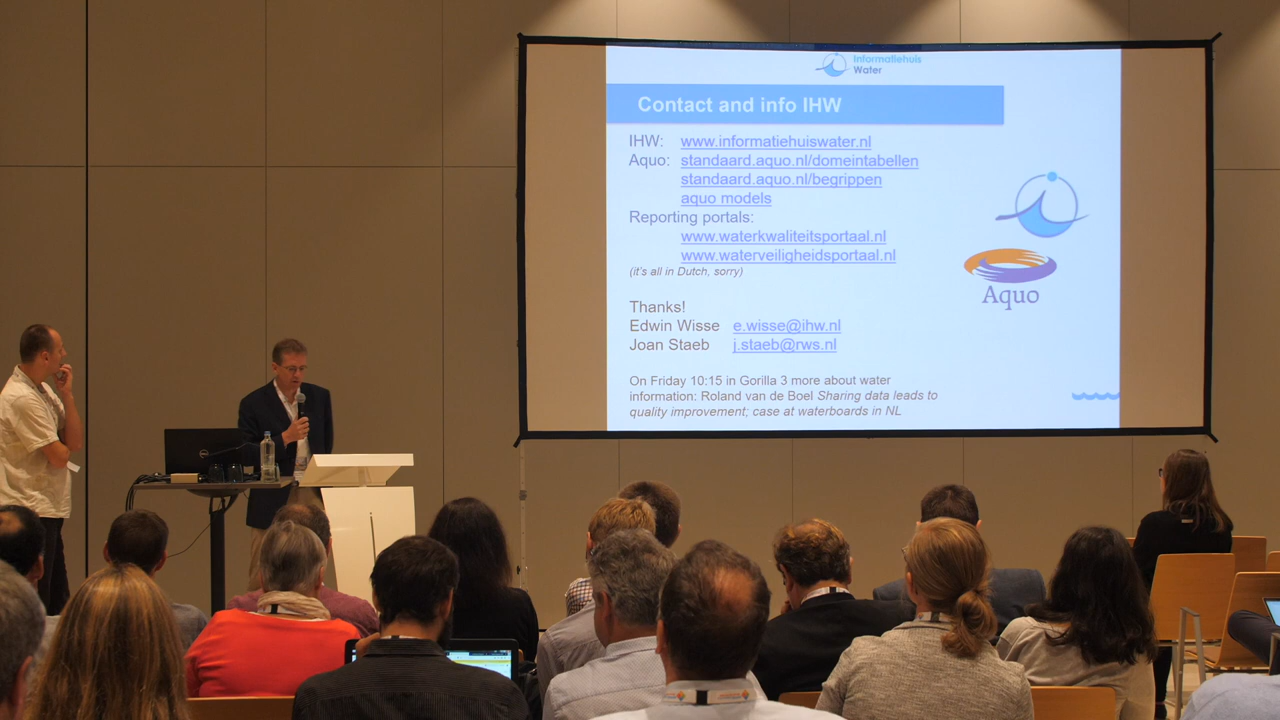 Informatiehuis
Water
Contact and info IHW
IHW: www.informatiehuiswater.nl
Aquo: standaard.aquo.nl/domeintabellen
standaard.aquo.nl/begrippen
aquo models
Reporting portals:
www.waterkwaliteitsportaal.nl
www.waterveiligheidsportaal.nl
(it's all in Dutch, sorry)
Aquo
Thanks!
Edwin Wisse e.wisse@ihw.nl
Joan Staeb j.staeb@rws.nl
On Friday 10:15 in Gorilla 3 more about water
information: Roland van de Boel Sharing data leads to
quality improvement; case at waterboards in NL